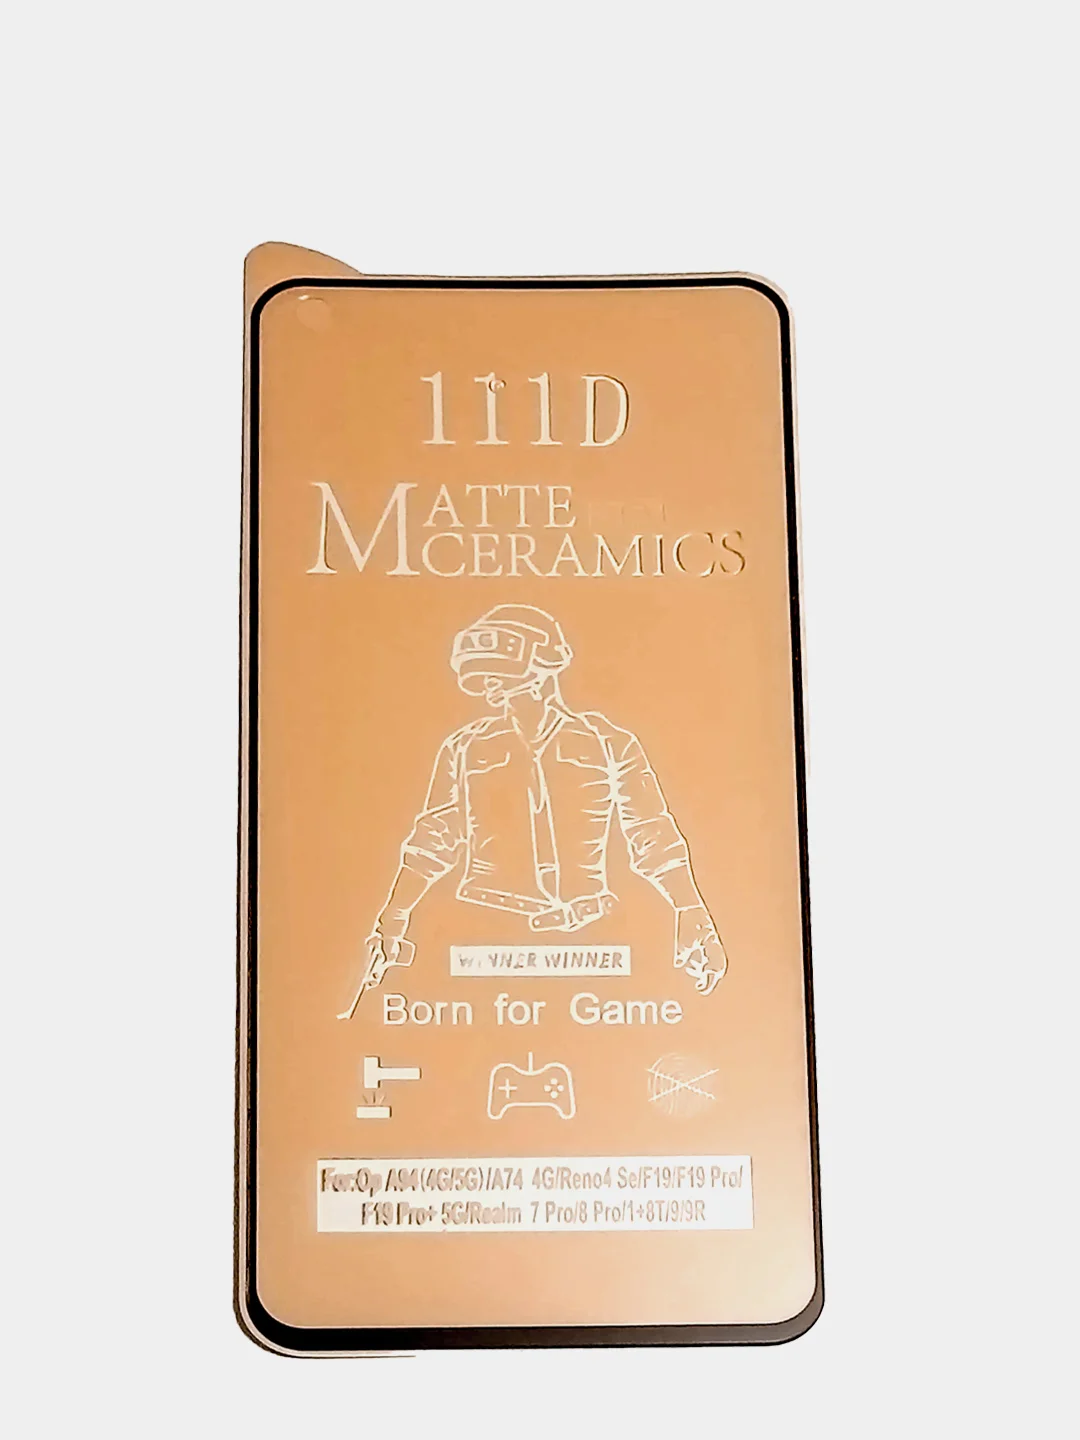 111D
MATTE
CERAMICS
AG
WINNER WINNER
Born for Game
For:Op A94(4G/5G)/A74 4G/Reno4 Se/F19/F19 Pro/
F19 Pro+ 5G/Realm 7 Pro/8 Pro/1+8T/9/9R